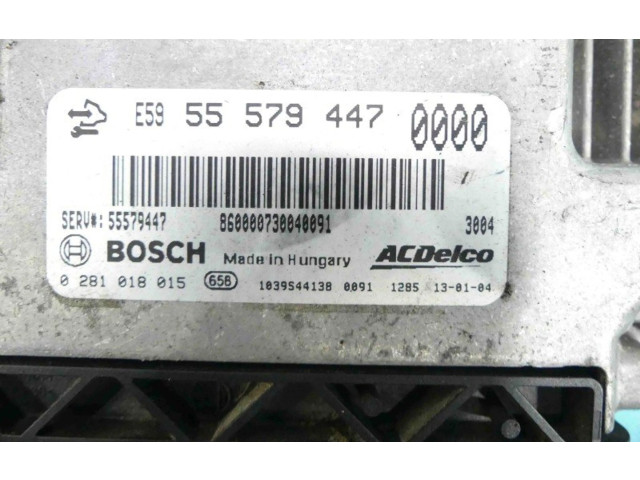 E59 55 579 447 0000
SERV#: 55579447 860000730040091 3004
BOSCH Made in Hungary ACDelco
0 281 018 015 658 1039S44138 0091 1285 13-01-04